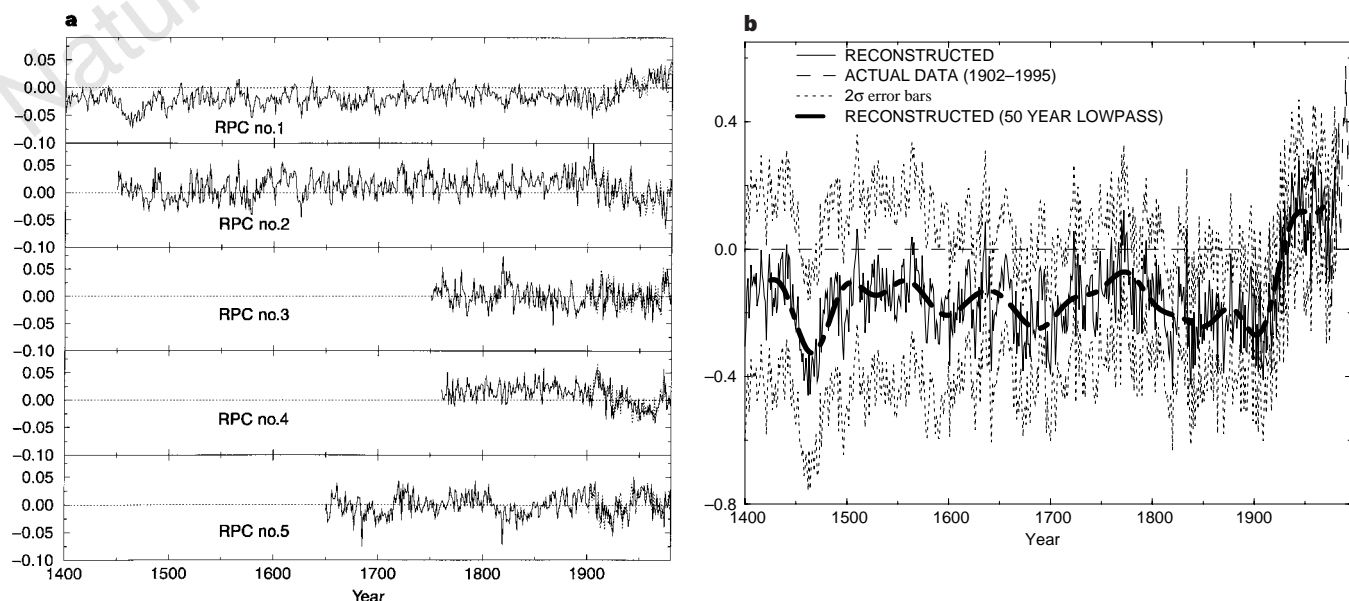 Natur
a
0.05
0.00
−0.05
−0.10
RPC no.1
0.05
0.00
−0.05
−0.10
RPC no.2
0.05
0.00
−0.05
−0.10
RPC no.3
0.05
0.00
−0.05
−0.10
RPC no.4
0.05
0.00
−0.05
−0.10
RPC no.5
1400 1500 1600 1700 1800 1900
Year
b
RECONSTRUCTED
ACTUAL DATA (1902–1995)
2σ error bars
RECONSTRUCTED (50 YEAR LOWPASS)
0.4
0.0
−0.4
−0.8
1400 1500 1600 1700 1800 1900
Year